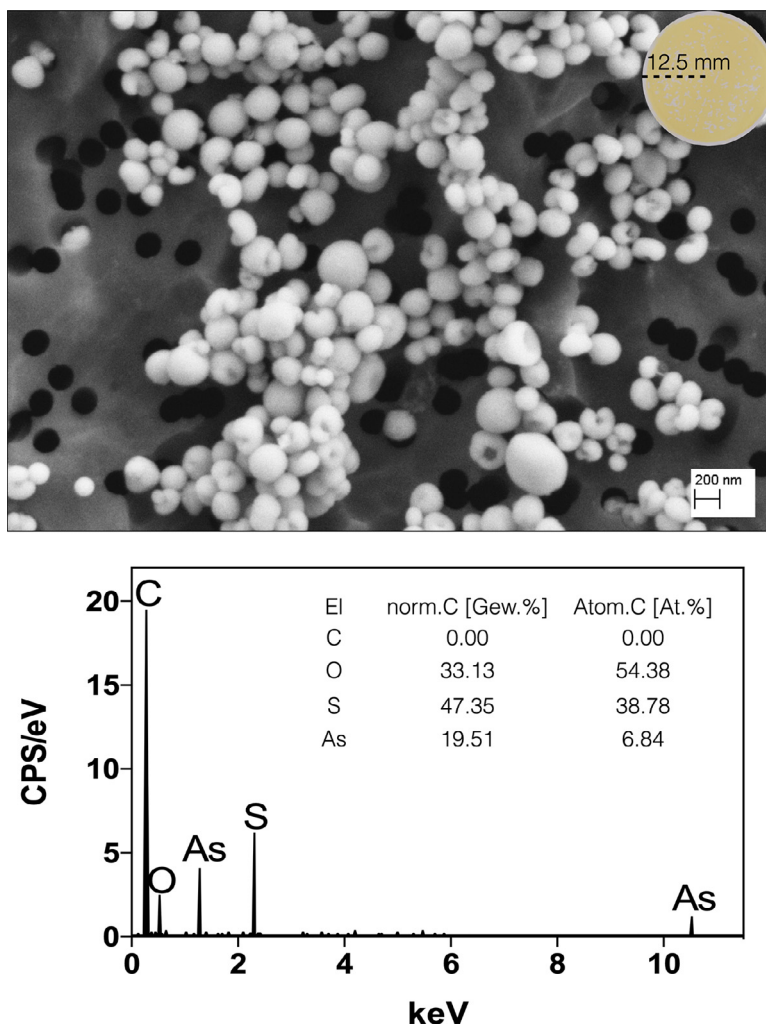 12.5 mm
200 nm
20
15
10
5
0
CPS/eV
C
O
As
S
As
El norm.C [Gew.%] Atom.C [At.%]
C 0.00 0.00
O 33.13 54.38
S 47.35 38.78
As 19.51 6.84
0 2 4 6 8 10
keV